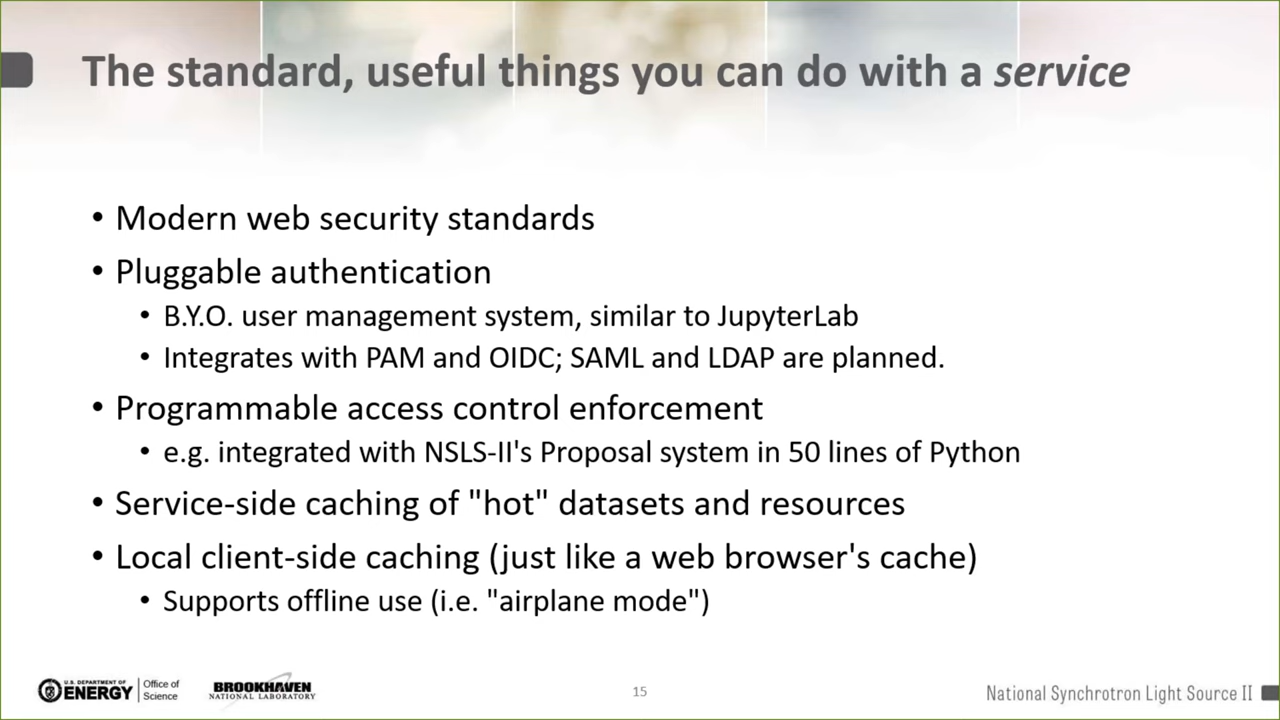 The standard, useful things you can do with a service
• Modern web security standards
• Pluggable authentication
• B.Y.O. user management system, similar to JupyterLab
• Integrates with PAM and OIDC; SAML and LDAP are planned.
• Programmable access control enforcement
• e.g. integrated with NSLS-II's Proposal system in 50 lines of Python
• Service-side caching of "hot" datasets and resources
• Local client-side caching (just like a web browser's cache)
• Supports offline use (i.e. "airplane mode")
U.S. DEPARTMENT OF
ENERGY
Office of
Science
BROOKHAVEN
NATIONAL LABORATORY
15
National Synchrotron Light Source II